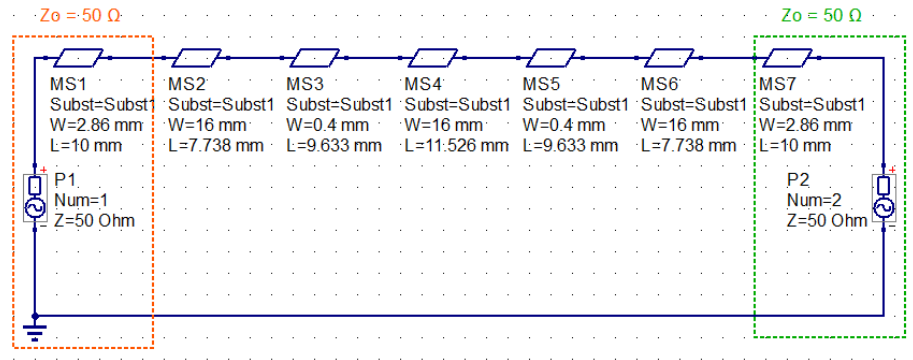 Zo = 50 Ω
Zo = 50 Ω
MS1
Subst=Subst1
W=2.86 mm
L=10 mm
MS2
Subst=Subst1
W=16 mm
L=7.738 mm
MS3
Subst=Subst1
W=0.4 mm
L=9.633 mm
MS4
Subst=Subst1
W=16 mm
L=11.526 mm
MS5
Subst=Subst1
W=0.4 mm
L=9.633 mm
MS6
Subst=Subst1
W=16 mm
L=7.738 mm
MS7
Subst=Subst1
W=2.86 mm
L=10 mm
P1
Num=1
Z=50 Ohm
P2
Num=2
Z=50 Ohm